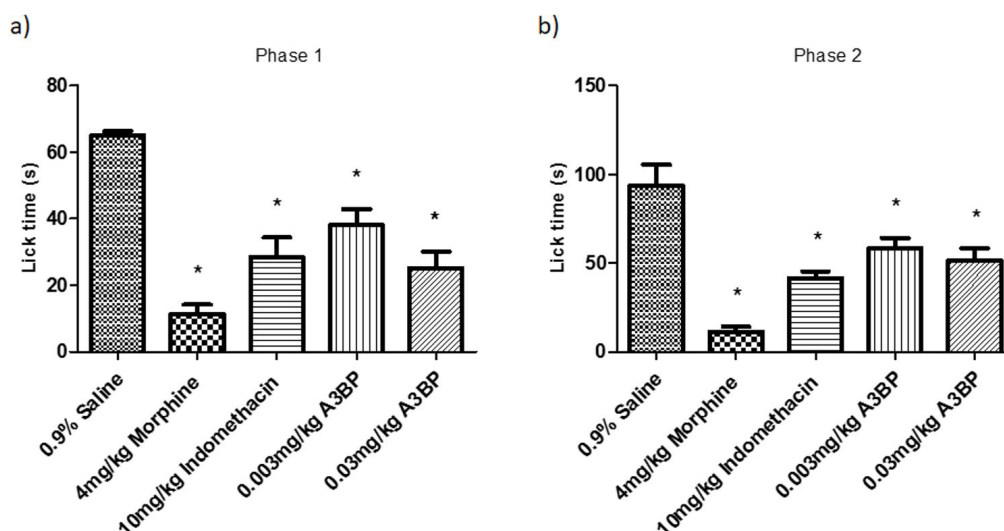 a)
Phase 1
Lick time (s)
80
60
40
20
0
*
*
*
*
0.9% Saline
4mg/kg Morphine
10mg/kg Indomethacin
0.003mg/kg A3BP
0.03mg/kg A3BP
b)
Phase 2
Lick time (s)
150
100
50
0
*
*
*
*
0.9% Saline
4mg/kg Morphine
10mg/kg Indomethacin
0.003mg/kg A3BP
0.03mg/kg A3BP